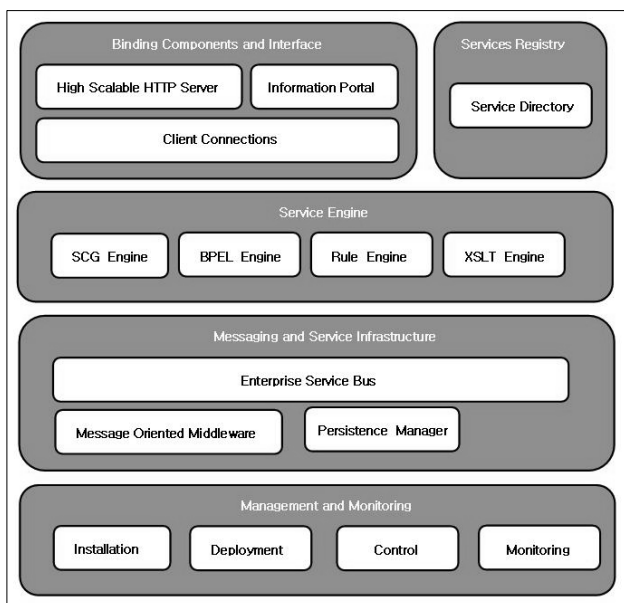 Binding Components and Interface
High Scalable HTTP Server
Information Portal
Client Connections
Services Registry
Service Directory
Service Engine
SCG Engine
BPEL Engine
Rule Engine
XSLT Engine
Messaging and Service Infrastructure
Enterprise Service Bus
Message Oriented Middleware
Persistence Manager
Management and Monitoring
Installation
Deployment
Control
Monitoring